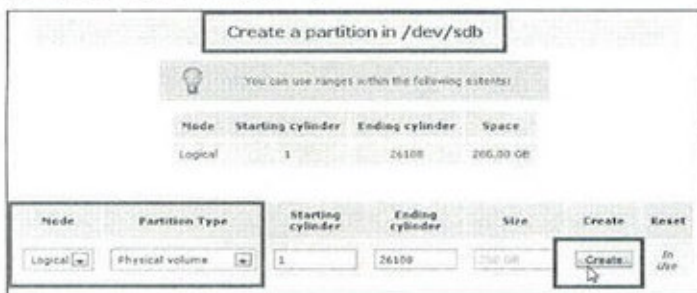 Create a partition in /dev/sdb
You can use ranges within the following extents:
Mode Starting cylinder Ending cylinder Space
Logical 1 26108 200.00 GB
Mode Partition Type Starting cylinder Ending cylinder Size Create Reset
Logical Physical volume 1 26108 GB Create In Use